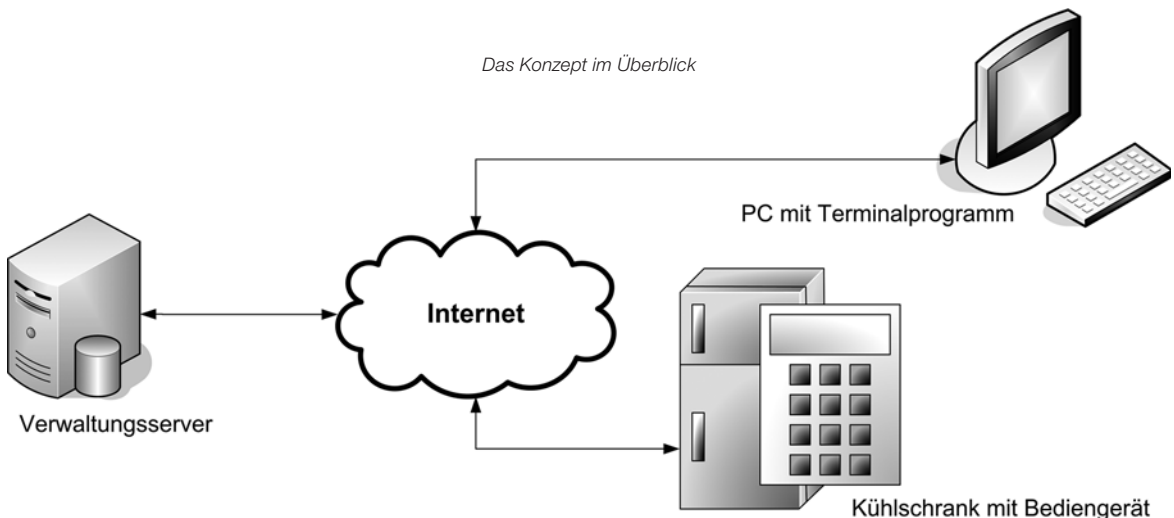 Das Konzept im Überblick
PC mit Terminalprogramm
Internet
Verwaltungsserver
Kühlschrank mit Bediengerät